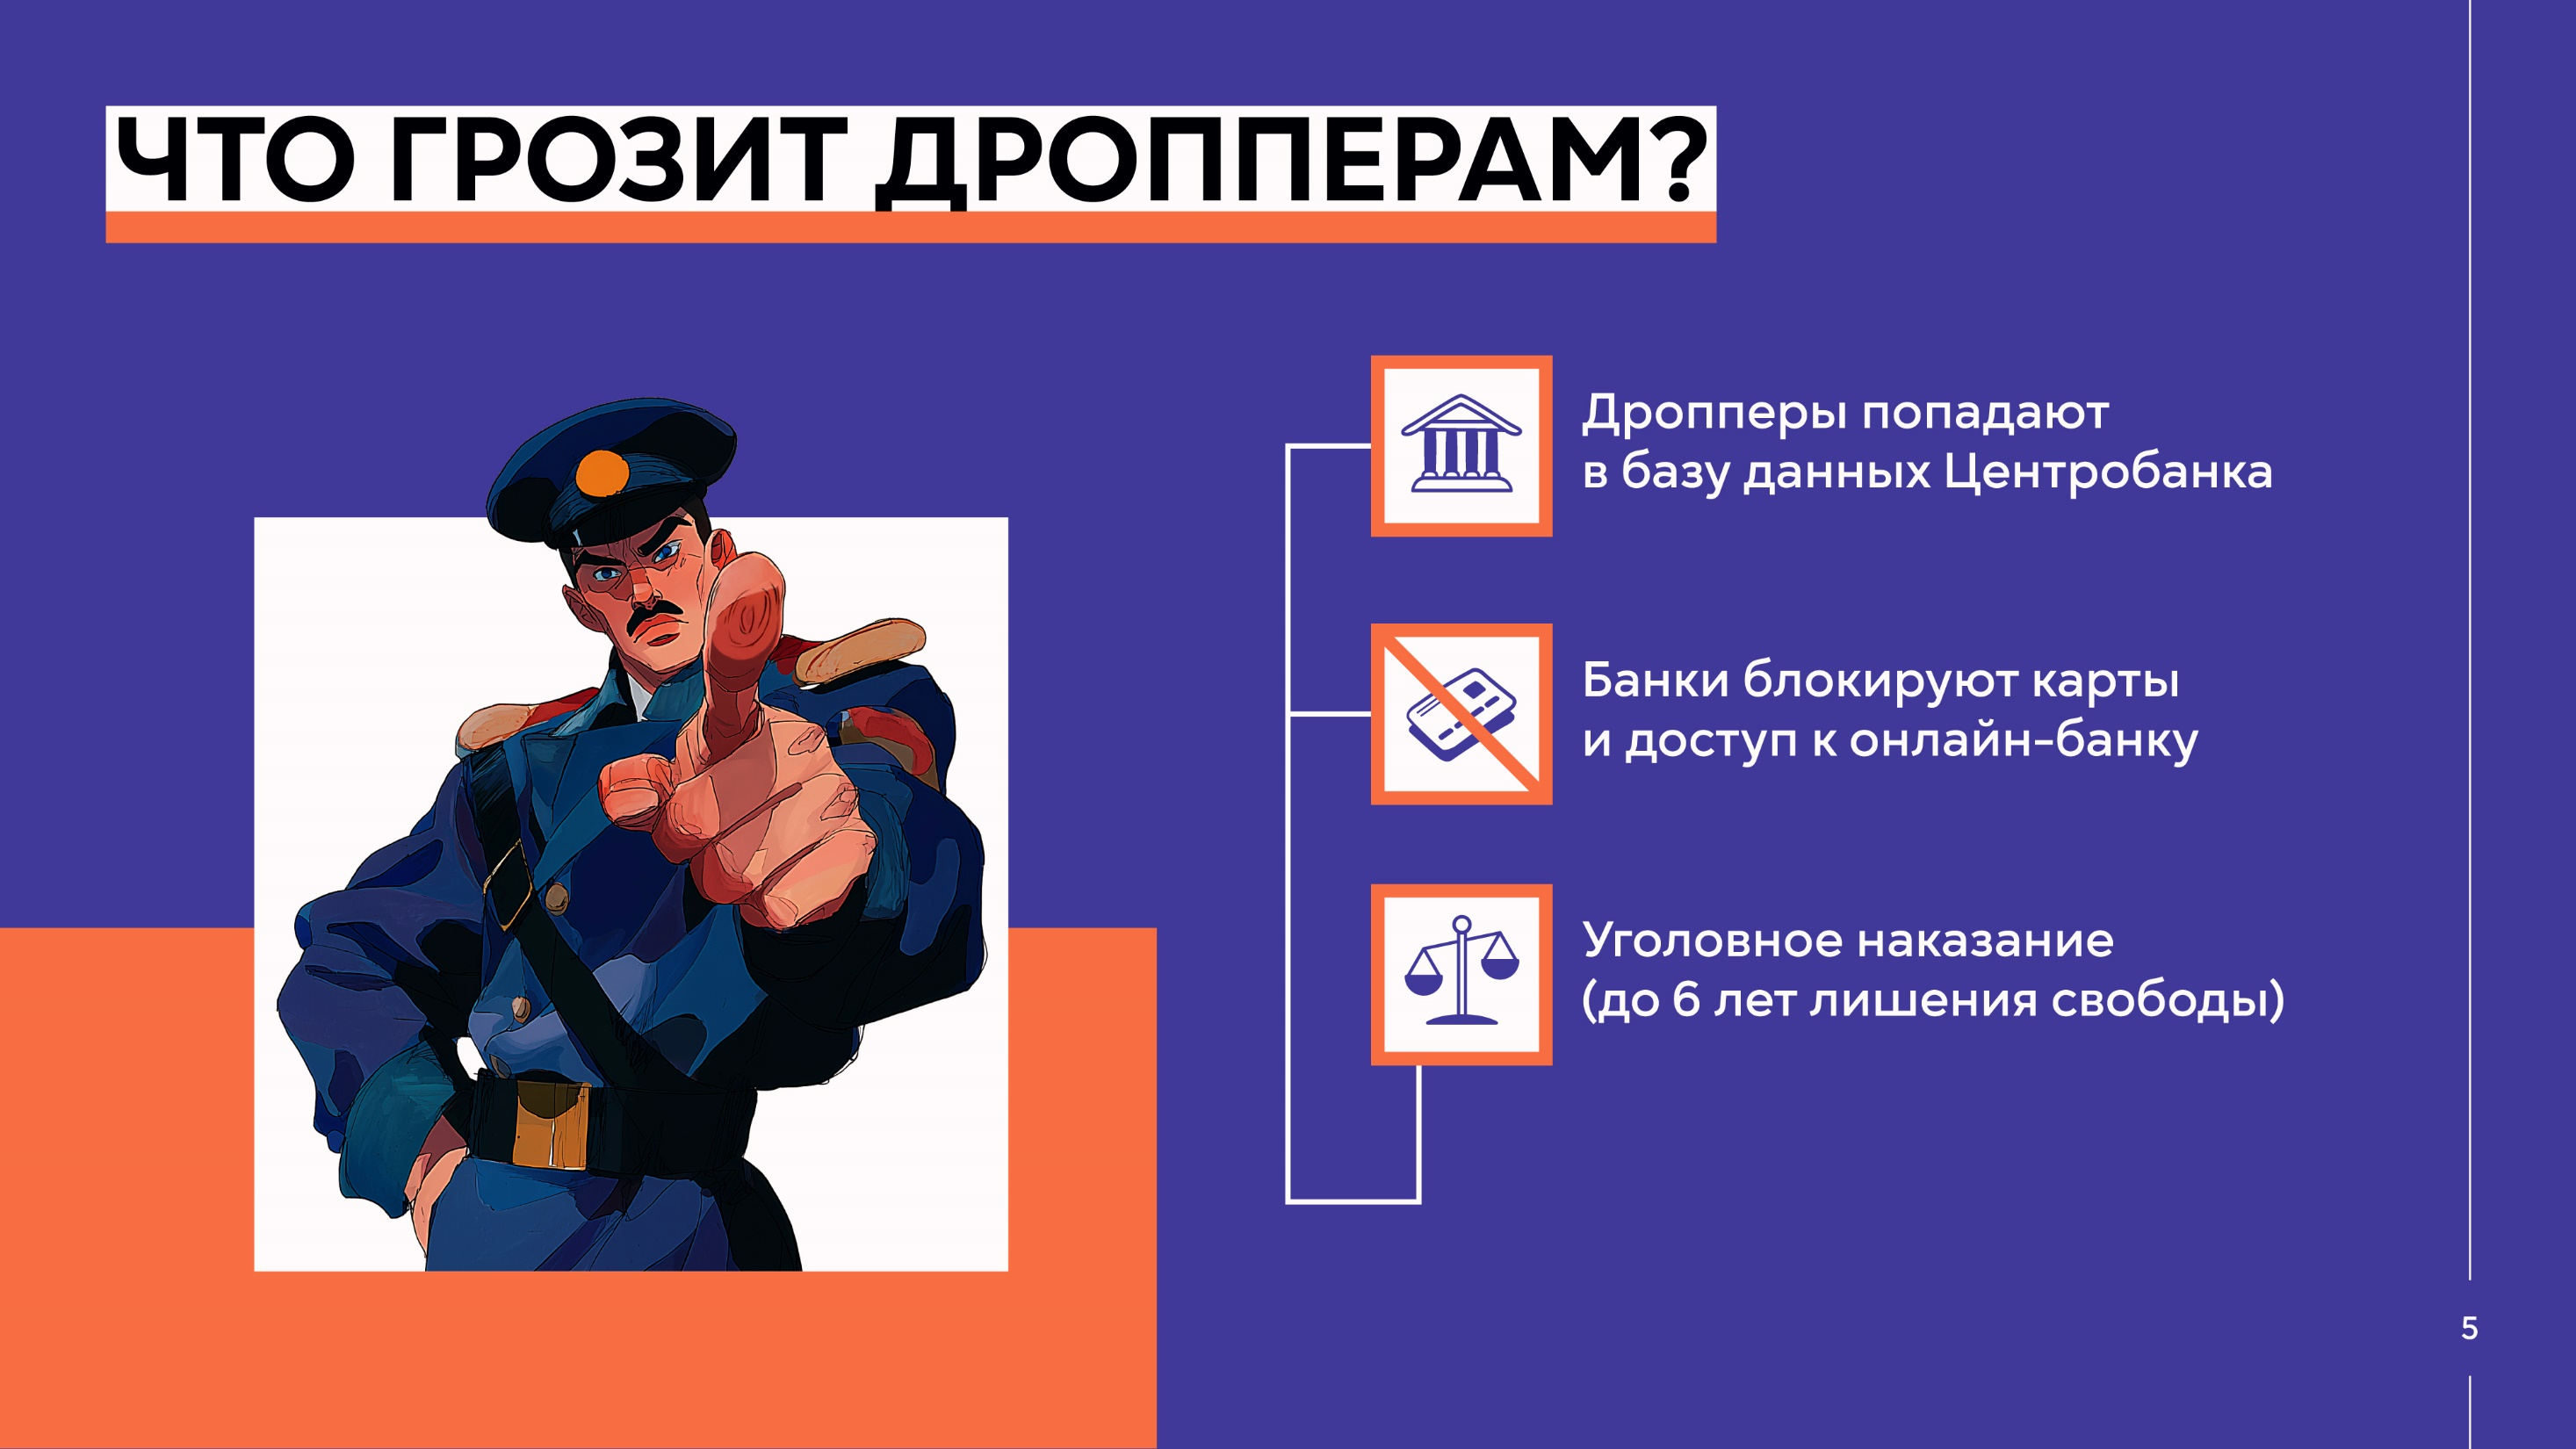 ЧТО ГРОЗИТ ДРОППЕРАМ?
Дропперы попадают
в базу данных Центробанка
Банки блокируют карты
и доступ к онлайн-банку
Уголовное наказание
(до 6 лет лишения свободы)
5